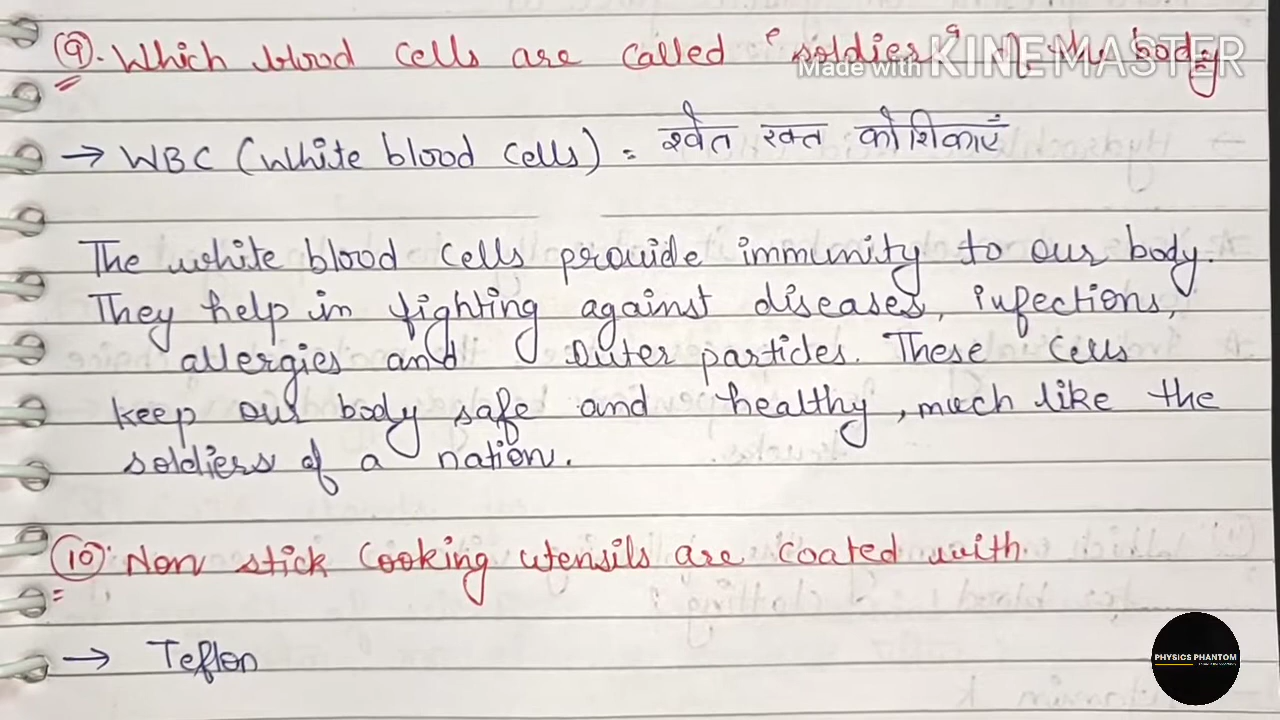 (9). Which blood cells are called "soldier" of the body
Made with KINEMASTER
→ WBC (White blood cells) = श्वेत रक्त कोशिकाएं
The white blood cells provide immunity to our body.
They help in fighting against diseases, infections,
allergies and outer particles. These cells
keep our body safe and healthy, much like the
soldiers of a nation.
(10). Non stick cooking utensils are coated with
→ Teflon
PHYSICS PHANTOM